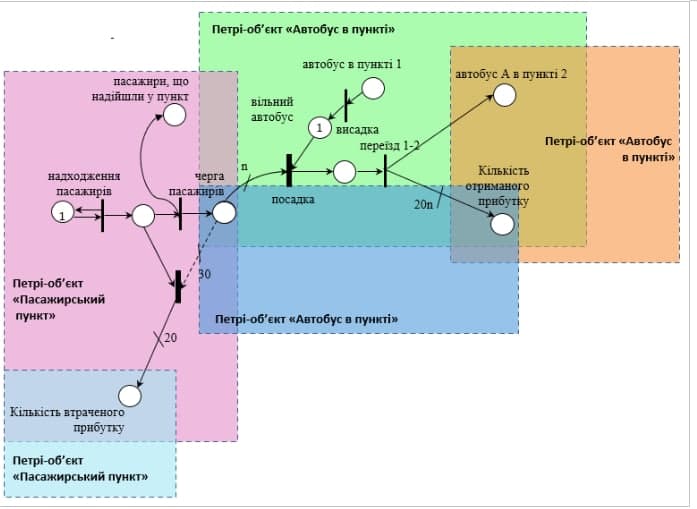 Петрі-об’єкт «Автобус в пункті»
автобус в пункті 1
автобус А в пункті 2
пасажири, що
надійшли у пункт
вільний
автобус
1
висадка
переїзд 1-2
Петрі-об’єкт «Автобус
в пункті»
надходження
пасажирів
черга
пасажирів
n
Кількість
отриманого
прибутку
посадка
20n
1
30
Петрі-об’єкт
«Пасажирський
пункт»
Петрі-об’єкт «Автобус в пункті»
20
Кількість втраченого
прибутку
Петрі-об’єкт
«Пасажирський пункт»